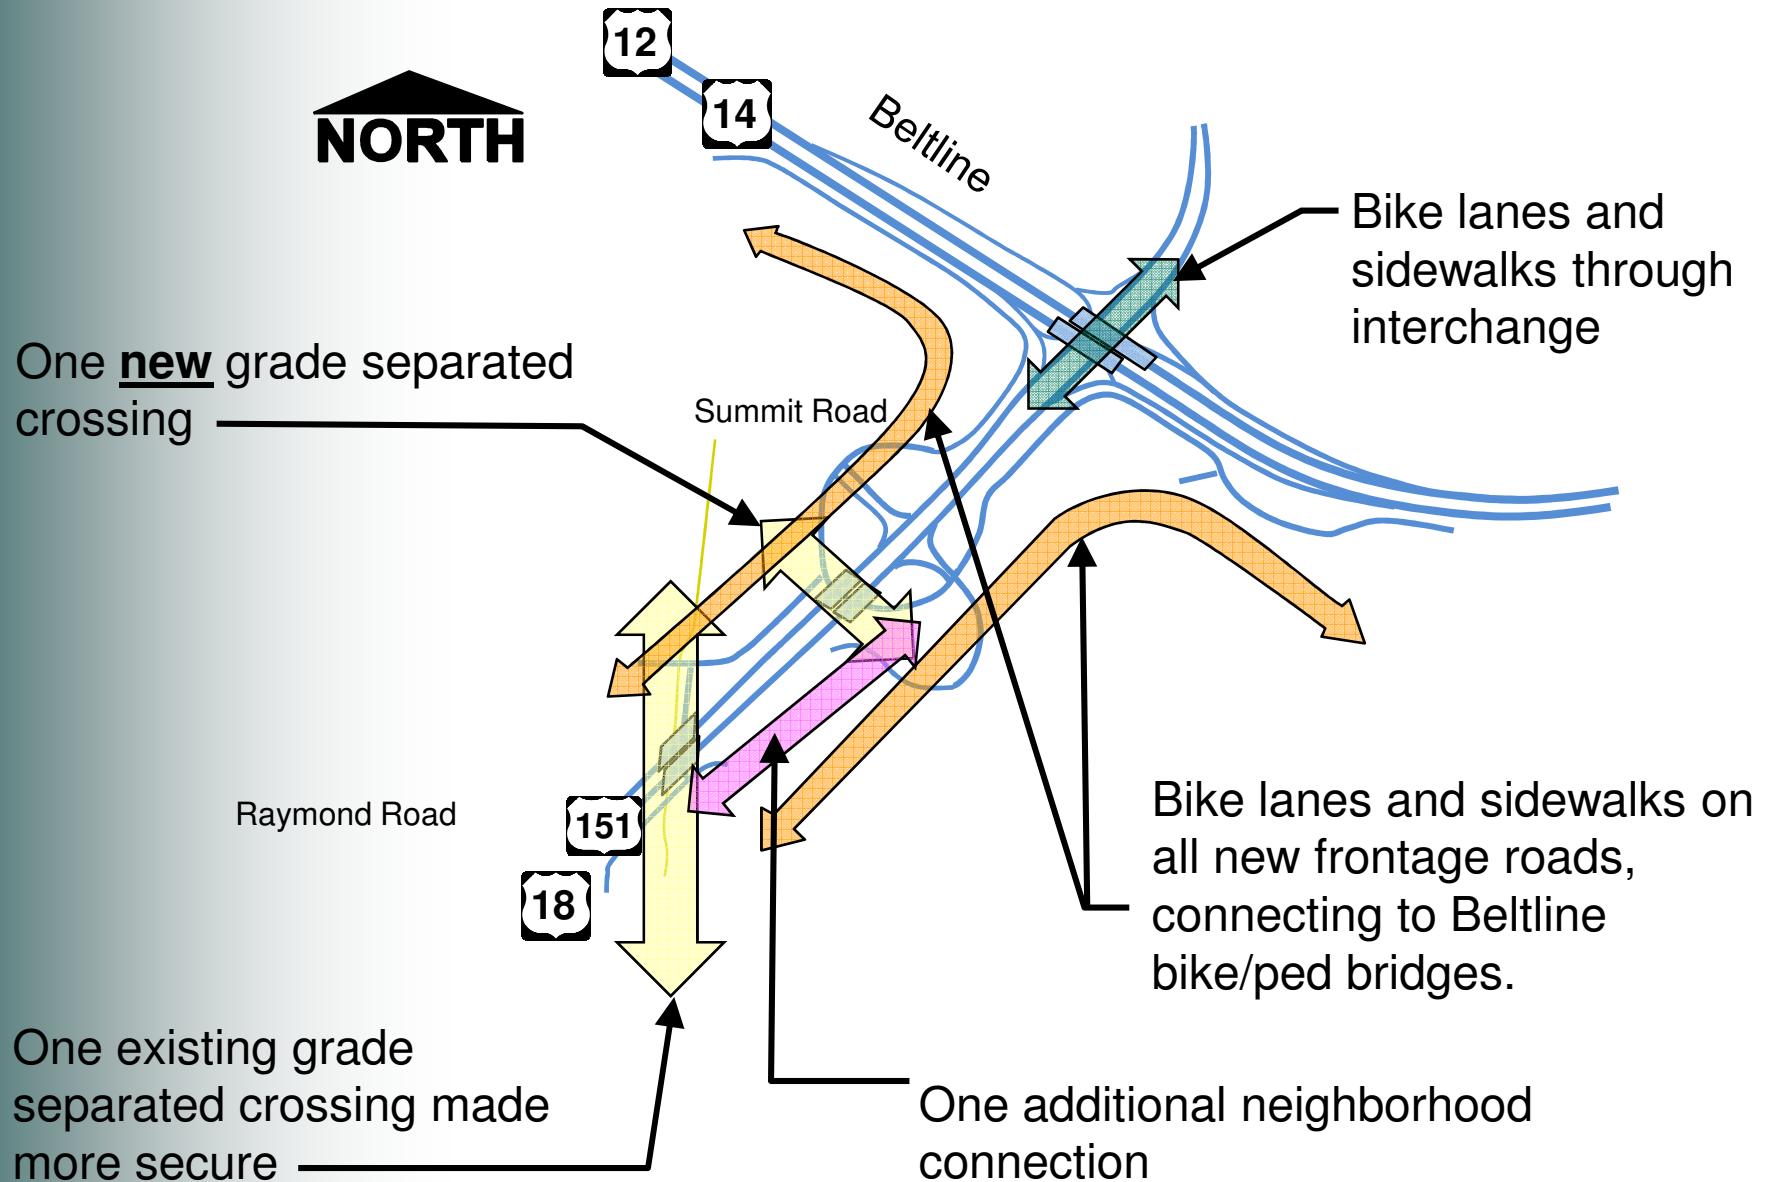 12
14
NORTH
Beltline
Bike lanes and
sidewalks through
interchange
One new grade separated
crossing
Summit Road
Raymond Road
151
18
Bike lanes and sidewalks on
all new frontage roads,
connecting to Beltline
bike/ped bridges.
One existing grade
separated crossing made
more secure
One additional neighborhood
connection